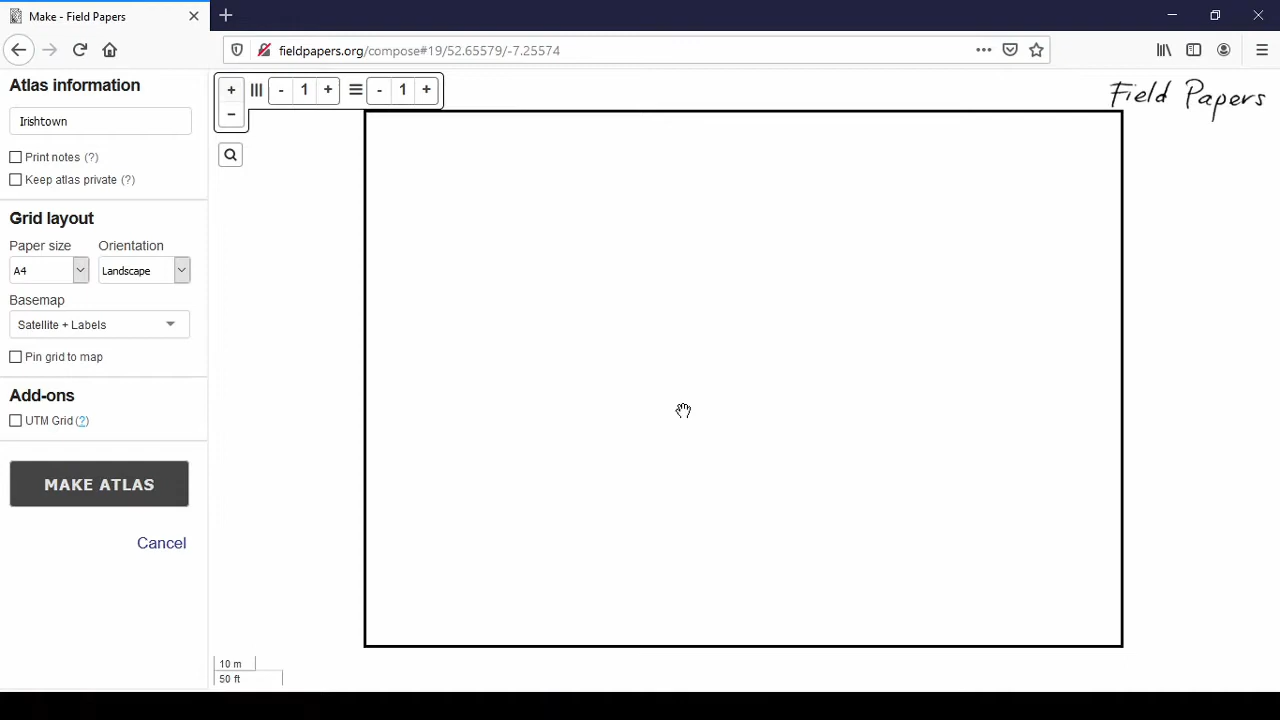 Make - Field Papers
fieldpapers.org/compose#19/52.65579/-7.25574
Atlas information
Irishtown
Print notes (?)
Keep atlas private (?)
Grid layout
Paper size Orientation
A4 Landscape
Basemap
Satellite + Labels
Pin grid to map
Add-ons
UTM Grid (?)
MAKE ATLAS
Cancel
+ - 1 + - 1 +
−
Field Papers
10 m
50 ft